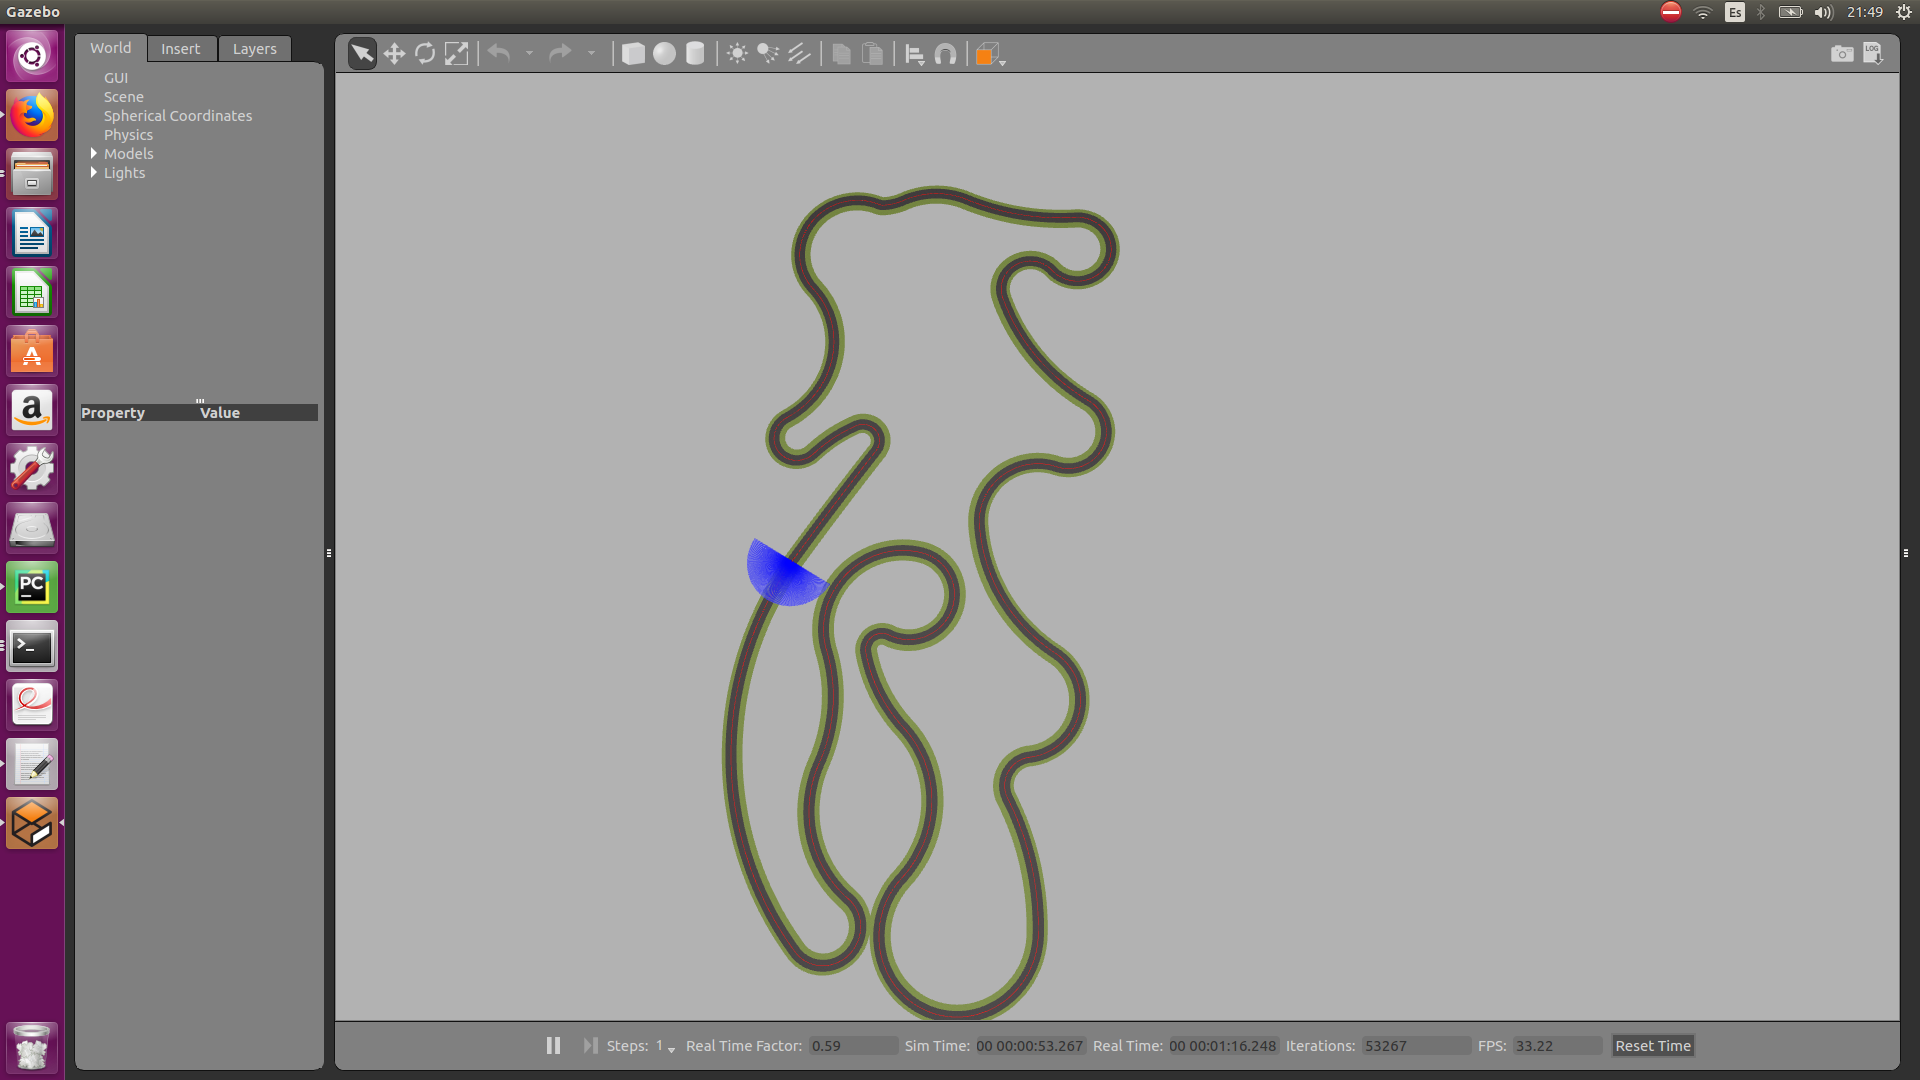 Gazebo
Es
21:49
World Insert Layers
LOG
GUI
Scene
Spherical Coordinates
Physics
Models
Lights
Property Value
A
a
PC
>_
Steps: 1 Real Time Factor: 0.59 Sim Time: 00 00:00:53.267 Real Time: 00 00:01:16.248 Iterations: 53267 FPS: 33.22 Reset Time